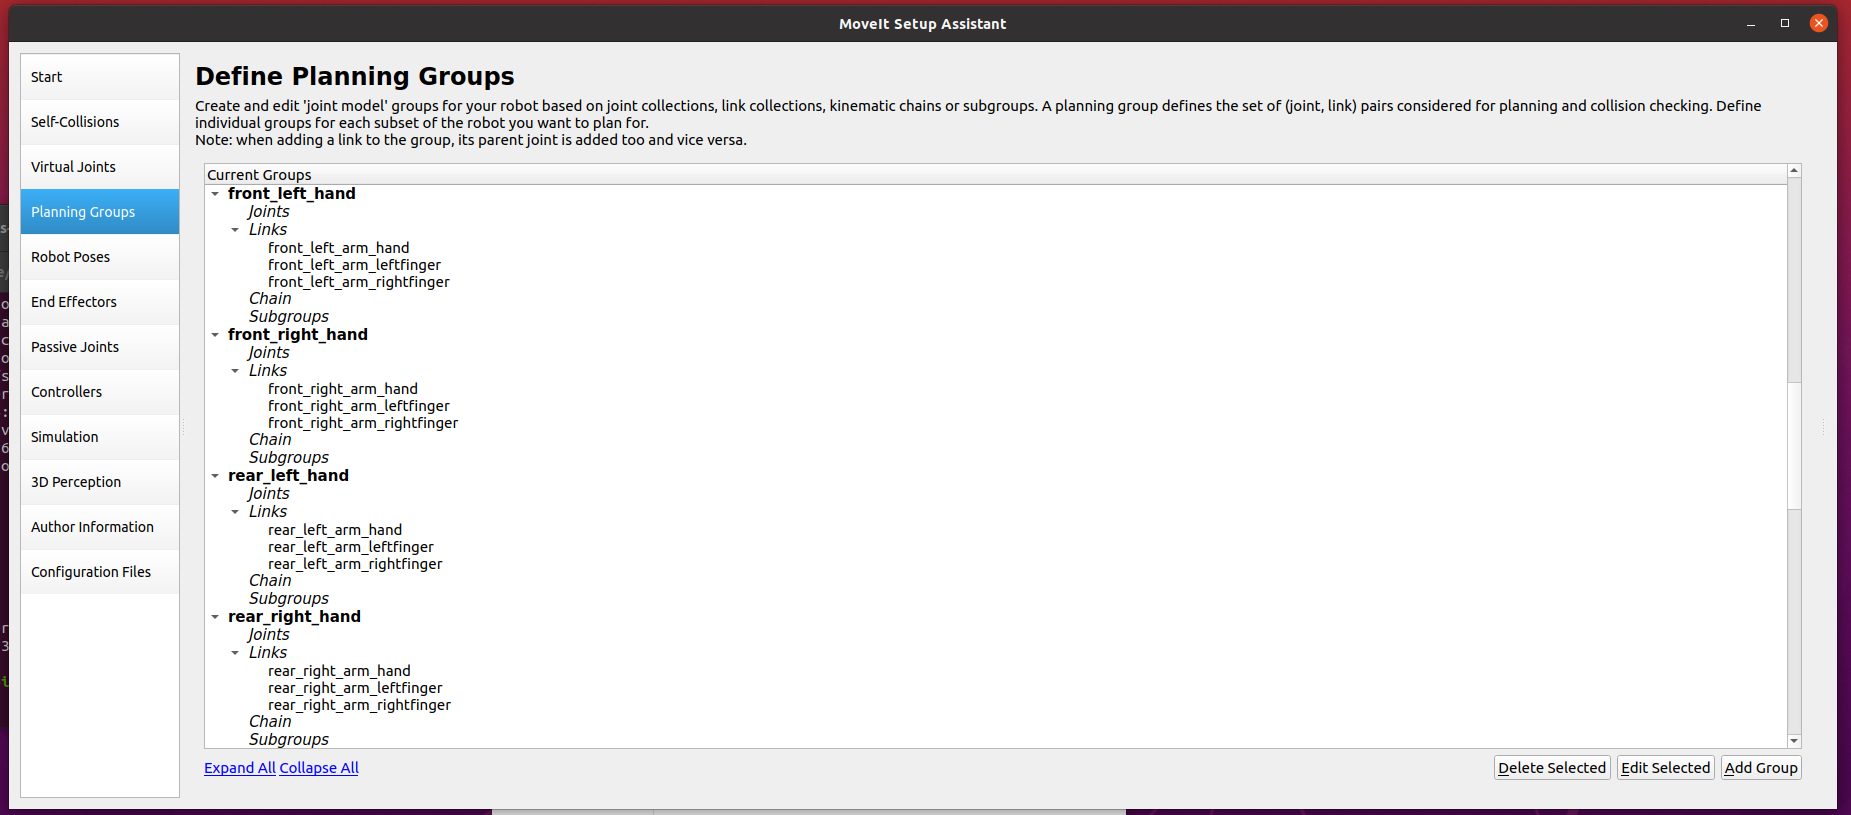 MoveIt Setup Assistant
Start
Self-Collisions
Virtual Joints
Planning Groups
Robot Poses
End Effectors
Passive Joints
Controllers
Simulation
3D Perception
Author Information
Configuration Files
Define Planning Groups
Create and edit 'joint model' groups for your robot based on joint collections, link collections, kinematic chains or subgroups. A planning group defines the set of (joint, link) pairs considered for planning and collision checking. Define
individual groups for each subset of the robot you want to plan for.
Note: when adding a link to the group, its parent joint is added too and vice versa.
Current Groups
front_left_hand
Joints
Links
front_left_arm_hand
front_left_arm_leftfinger
front_left_arm_rightfinger
Chain
Subgroups
front_right_hand
Joints
Links
front_right_arm_hand
front_right_arm_leftfinger
front_right_arm_rightfinger
Chain
Subgroups
rear_left_hand
Joints
Links
rear_left_arm_hand
rear_left_arm_leftfinger
rear_left_arm_rightfinger
Chain
Subgroups
rear_right_hand
Joints
Links
rear_right_arm_hand
rear_right_arm_leftfinger
rear_right_arm_rightfinger
Chain
Subgroups
Expand All Collapse All
Delete Selected Edit Selected Add Group